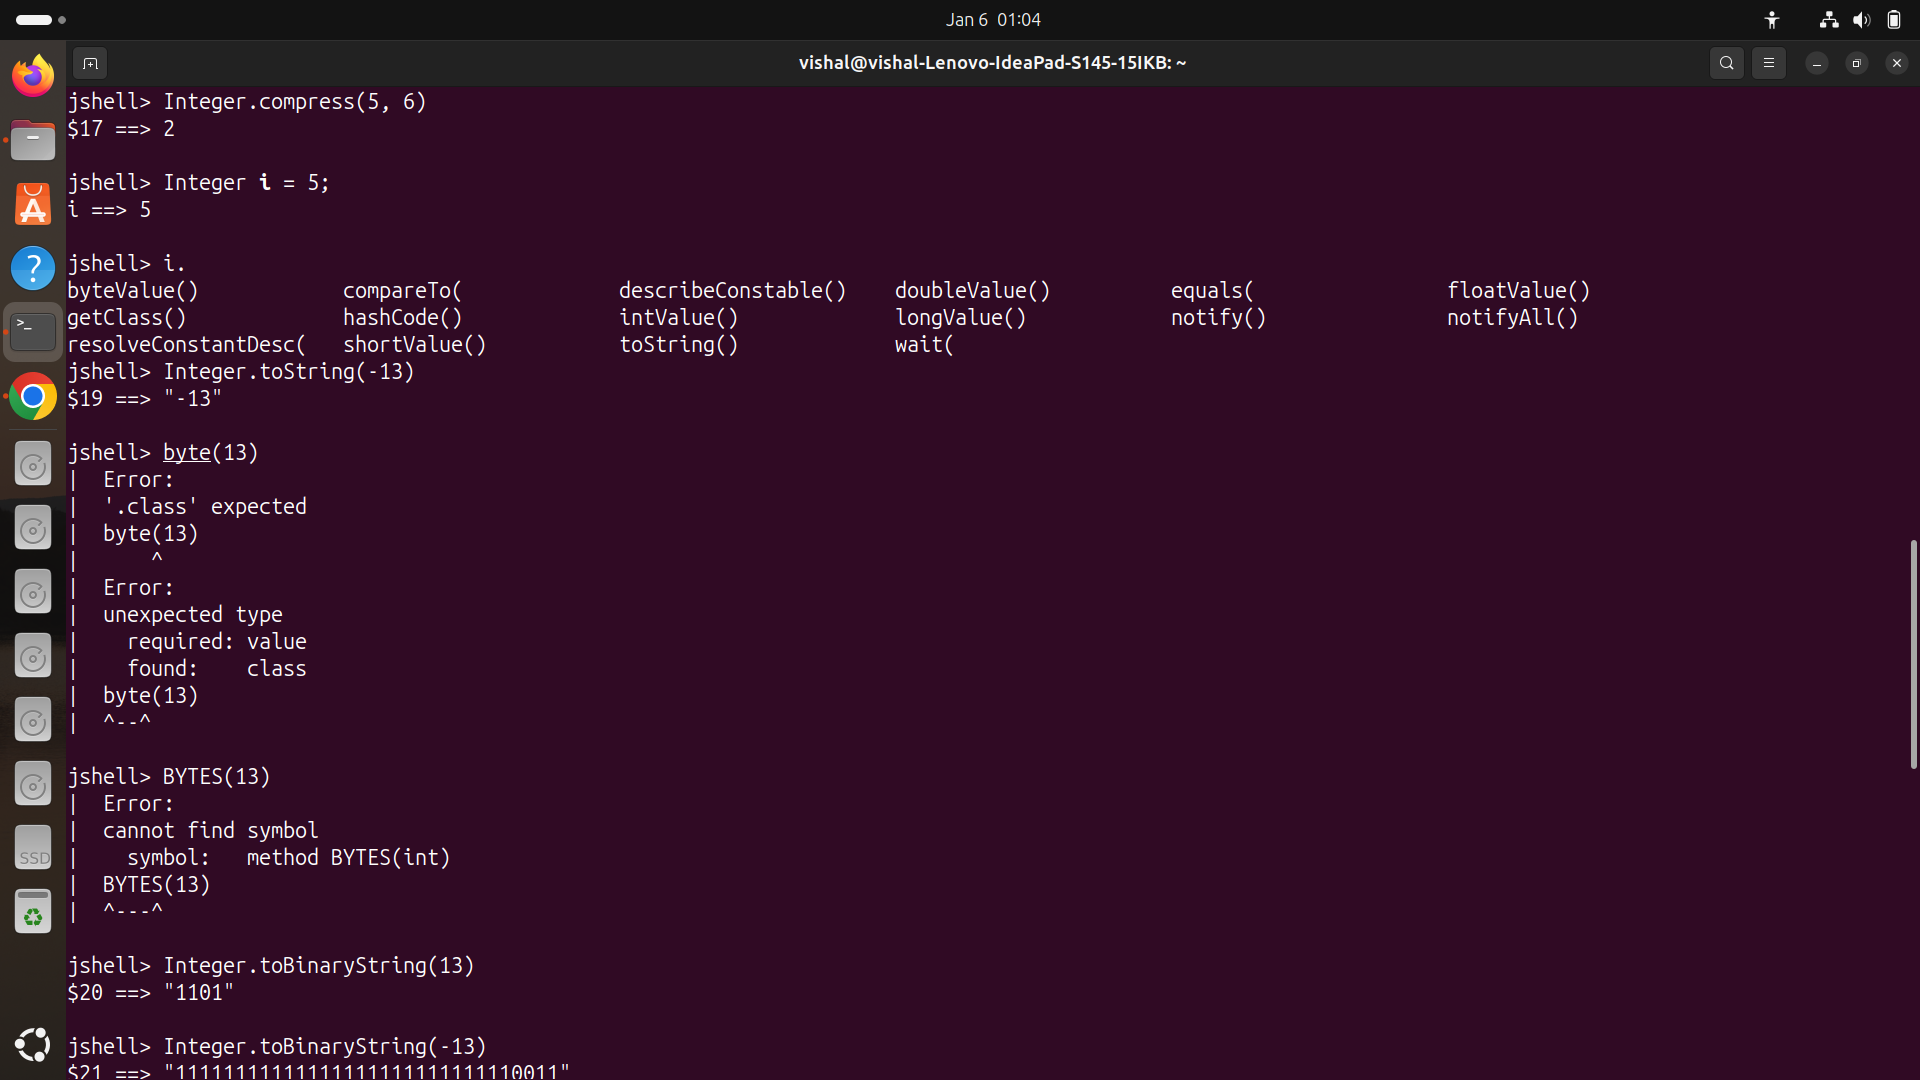 Jan 6 01:04
vishal@vishal-Lenovo-IdeaPad-S145-15IKB: ~
jshell> Integer.compress(5, 6)
$17 ==> 2
jshell> Integer i = 5;
i ==> 5
jshell> i.
byteValue() compareTo( describeConstable() doubleValue() equals( floatValue()
getClass() hashCode() intValue() longValue() notify() notifyAll()
resolveConstantDesc( shortValue() toString() wait(
jshell> Integer.toString(-13)
$19 ==> "-13"
jshell> byte(13)
| Error:
| '.class' expected
| byte(13)
| ^
| Error:
| unexpected type
| required: value
| found: class
| byte(13)
| ^--^
jshell> BYTES(13)
| Error:
| cannot find symbol
| symbol: method BYTES(int)
| BYTES(13)
| ^---^
jshell> Integer.toBinaryString(13)
$20 ==> "1101"
jshell> Integer.toBinaryString(-13)
$21 ==> "11111111111111111111111111110011"
SSD